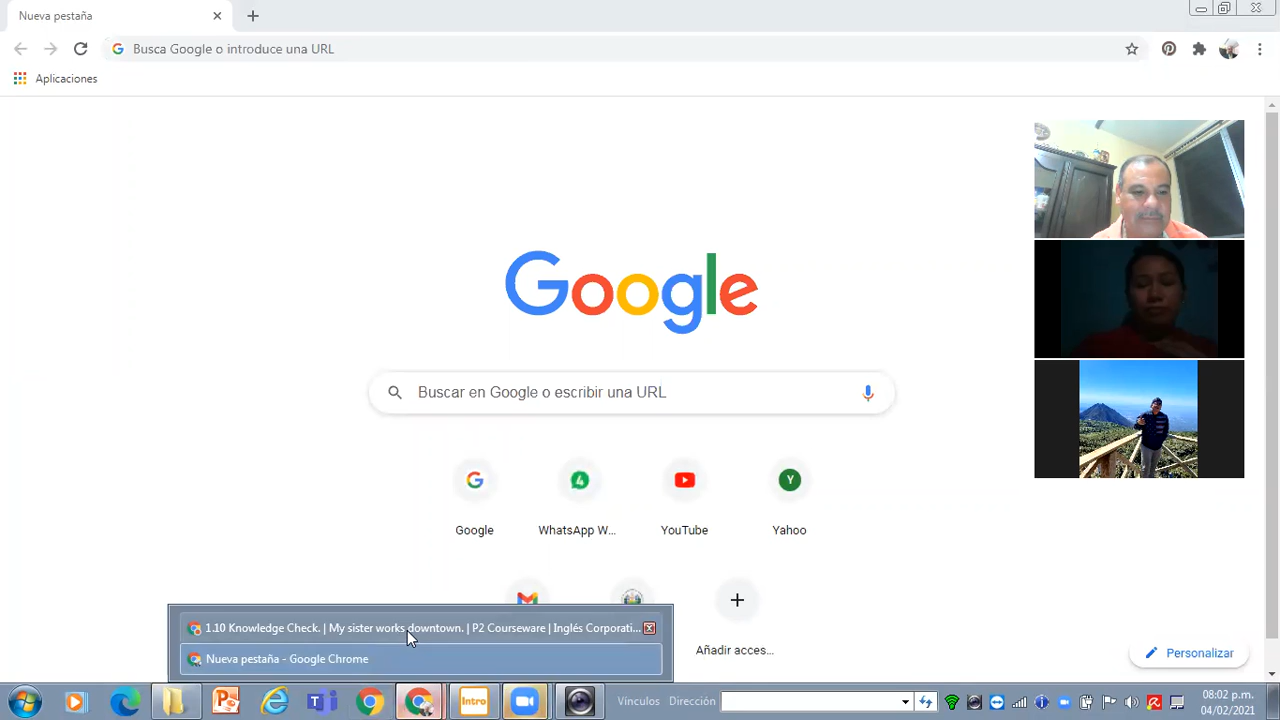 Nueva pestaña
Busca Google o introduce una URL
Aplicaciones
Google
Buscar en Google o escribir una URL
Google
WhatsApp W...
YouTube
Y
Yahoo
Añadir acces...
Personalizar
1.10 Knowledge Check. | My sister works downtown. | P2 Courseware | Inglés Corporati...
Nueva pestaña - Google Chrome
Intro
Vínculos
Dirección
08:02 p.m.
04/02/2021